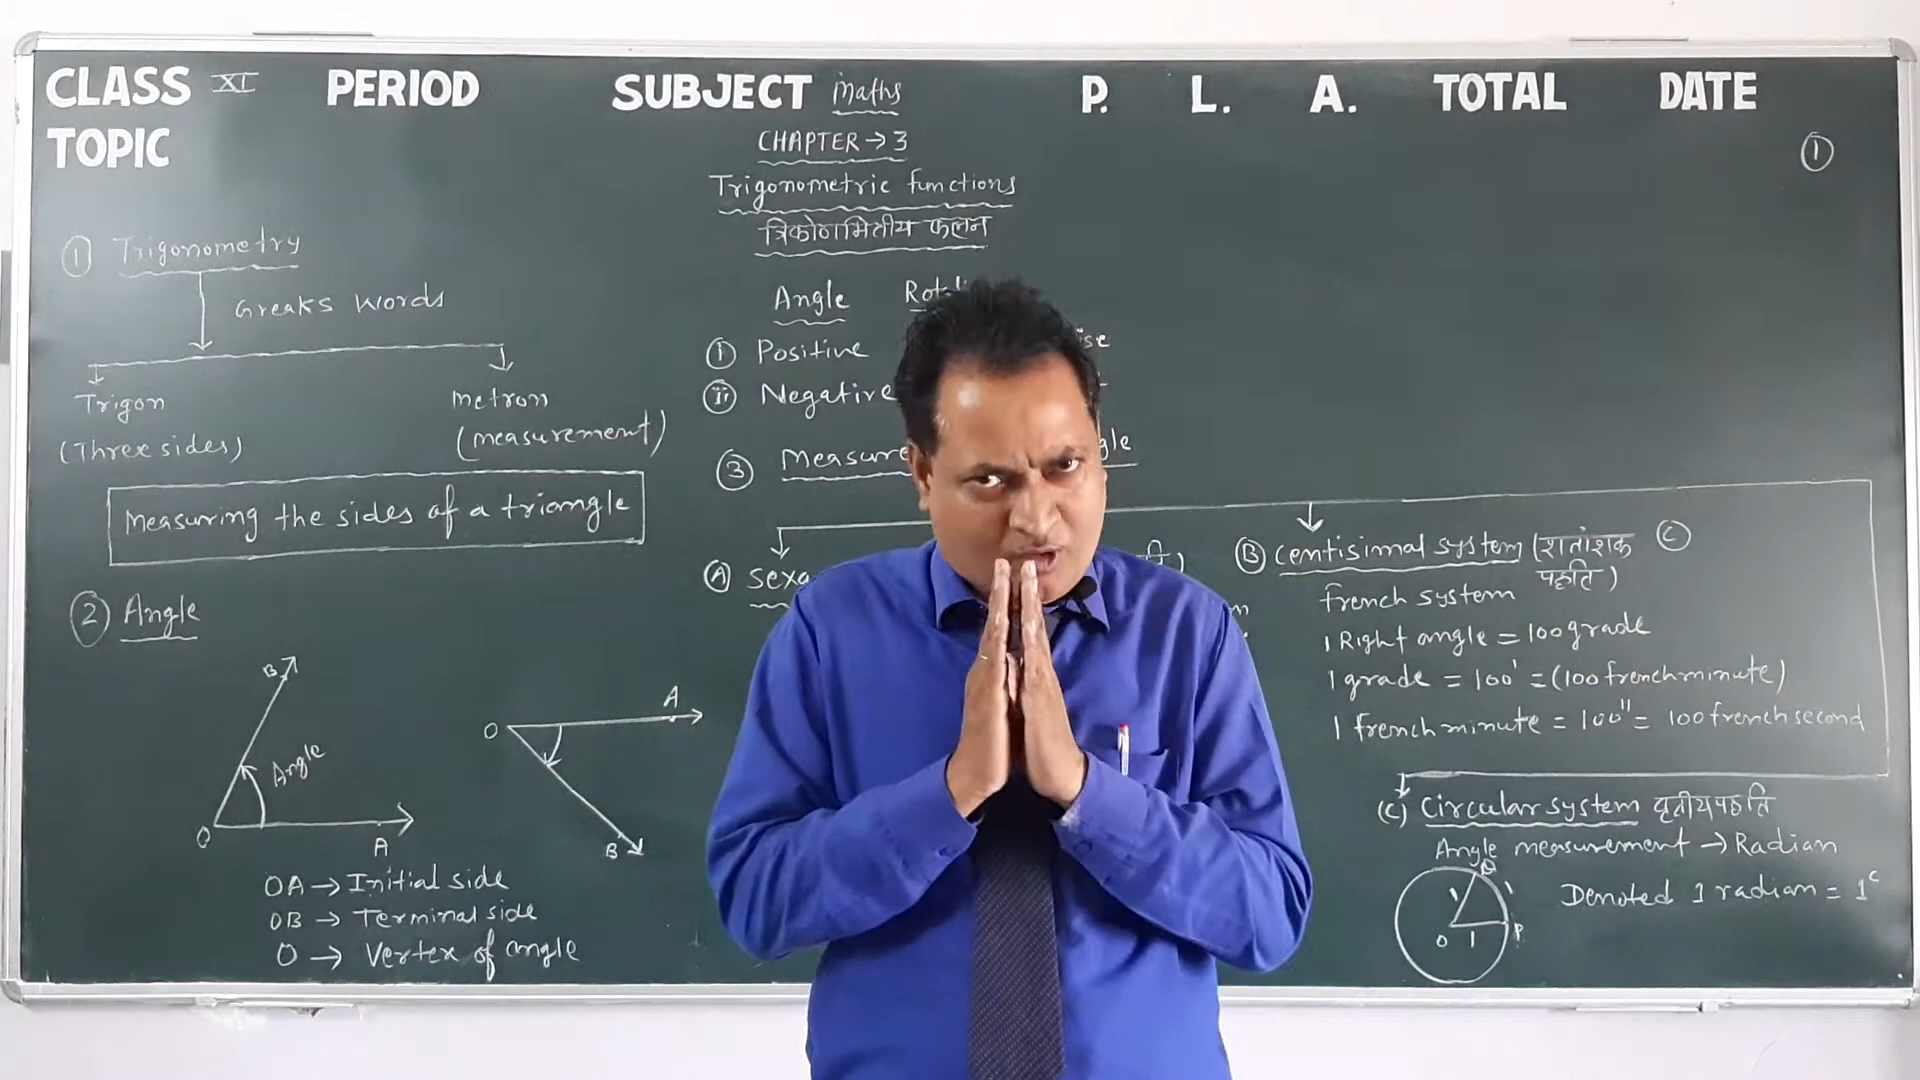 CLASS XI PERIOD SUBJECT Maths P. L. A. TOTAL DATE
TOPIC
CHAPTER → 3
①
Trigonometric functions
त्रिकोणमितीय फलन
① Trigonometry
Greaks words
Trigon
(Three sides)
metron
(measurement)
Measuring the sides of a triangle
② Angle
B
Angle
O
A
O
A
B
OA → Initial side
OB → Terminal side
O → Vertex of angle
Angle
① Positive
ⅱ Negative
③ Measure
Ⓐ sexa
Ⓑ centisimal system (शतांशक
पद्दति)
Ⓒ
french system
1 Right angle = 100 grade
1 grade = 100' = (100 french minute)
1 french minute = 100" = 100 french second
(C) Circular system वृतीय पद्दति
Angle measurement → Radian
Denoted 1 radian = 1ᶜ
1
1
O
1
P